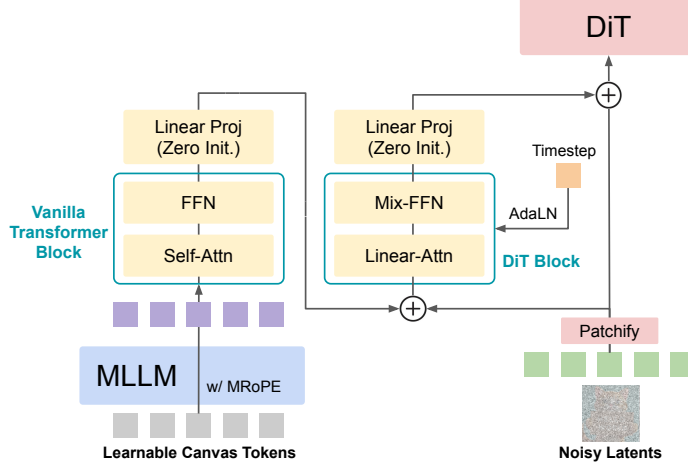 DiT
Linear Proj
(Zero Init.)
Linear Proj
(Zero Init.)
Timestep
Vanilla
Transformer
Block
FFN
Self-Attn
Mix-FFN
Linear-Attn
AdaLN
DiT Block
Patchify
MLLM
w/ MRoPE
Learnable Canvas Tokens
Noisy Latents